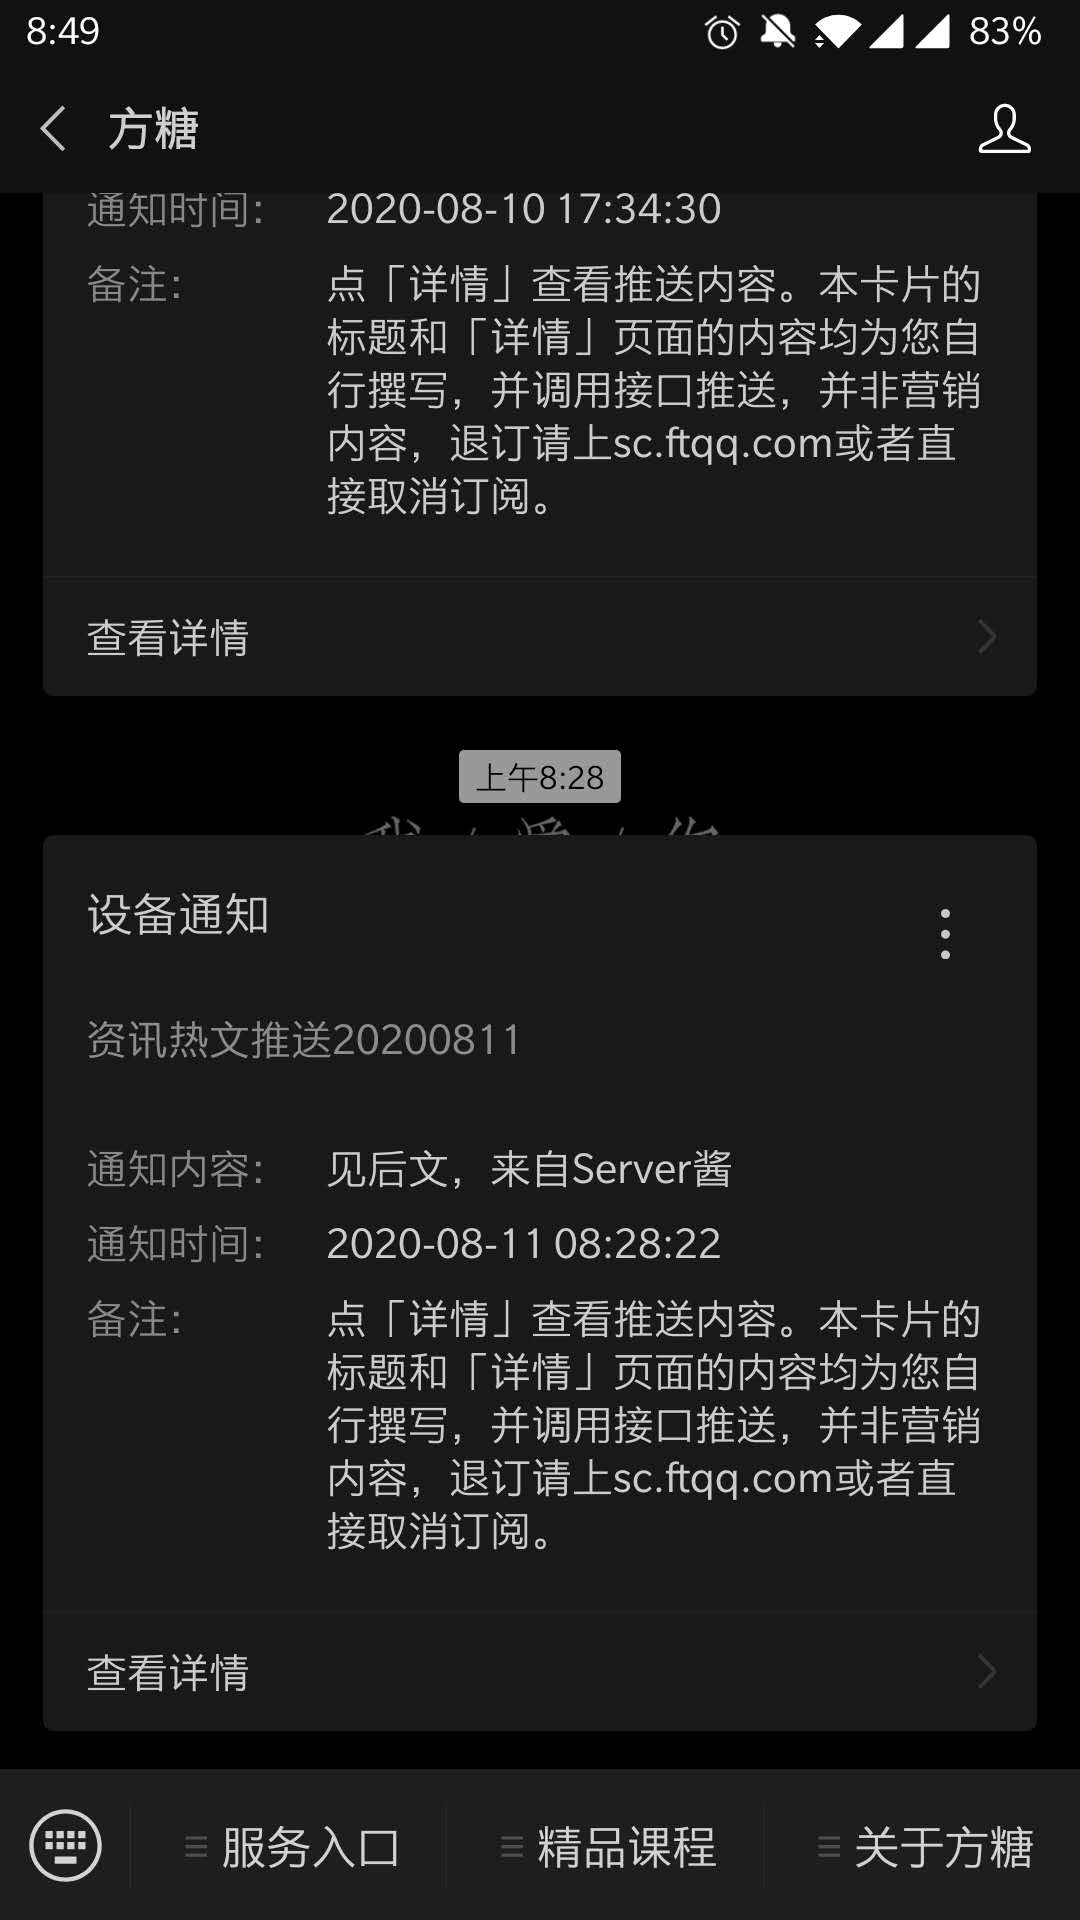 8:49
83%
方糖
通知时间：
2020-08-10 17:34:30
备注：
点「详情」查看推送内容。本卡片的
标题和「详情」页面的内容均为您自
行撰写，并调用接口推送，并非营销
内容，退订请上sc.ftqq.com或者直
接取消订阅。
查看详情
上午8:28
我/爱/你
设备通知
资讯热文推送20200811
通知内容：
见后文，来自Server酱
通知时间：
2020-08-11 08:28:22
备注：
点「详情」查看推送内容。本卡片的
标题和「详情」页面的内容均为您自
行撰写，并调用接口推送，并非营销
内容，退订请上sc.ftqq.com或者直
接取消订阅。
查看详情
服务入口
精品课程
关于方糖